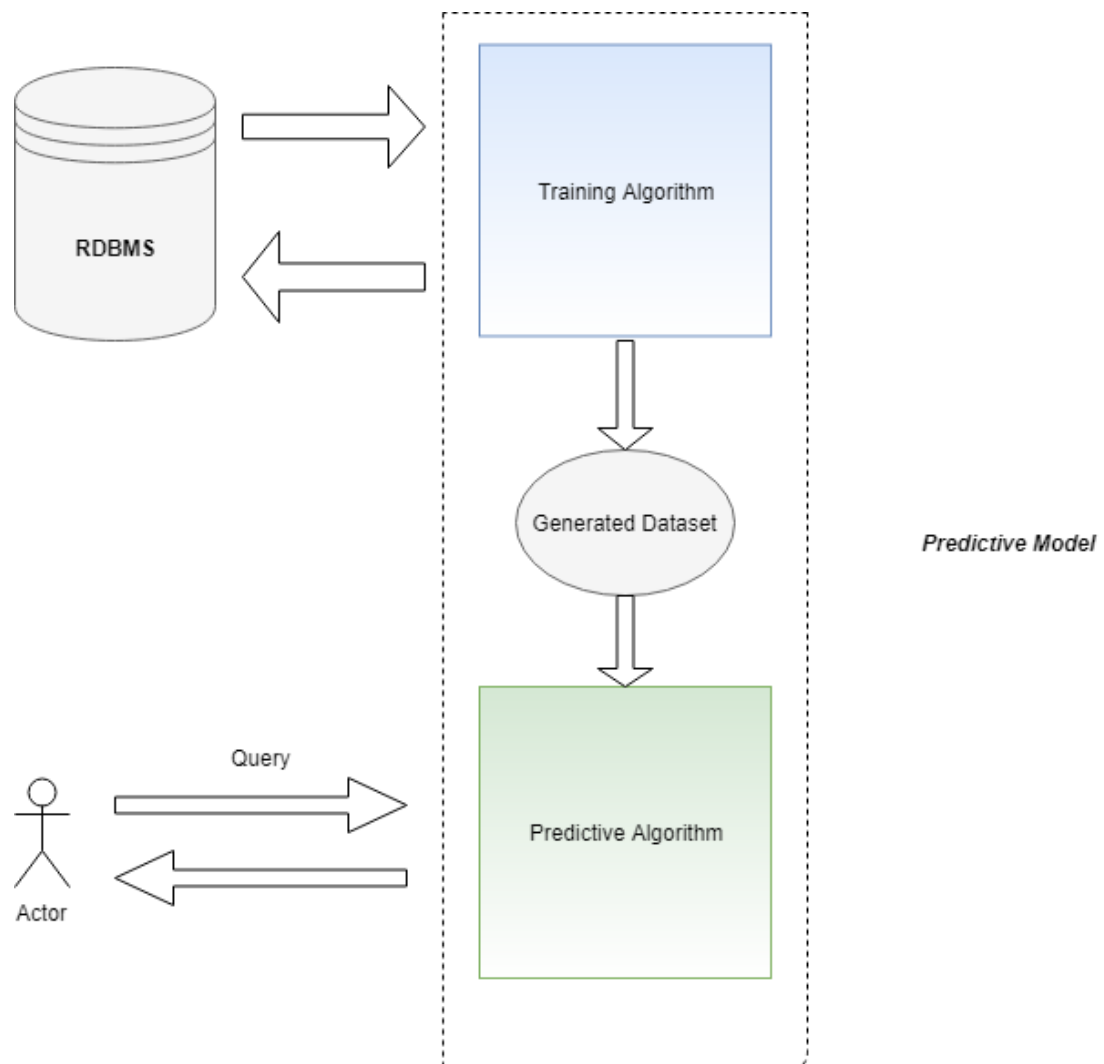 Training Algorithm
RDBMS
Generated Dataset
Predictive Model
Query
Predictive Algorithm
Actor